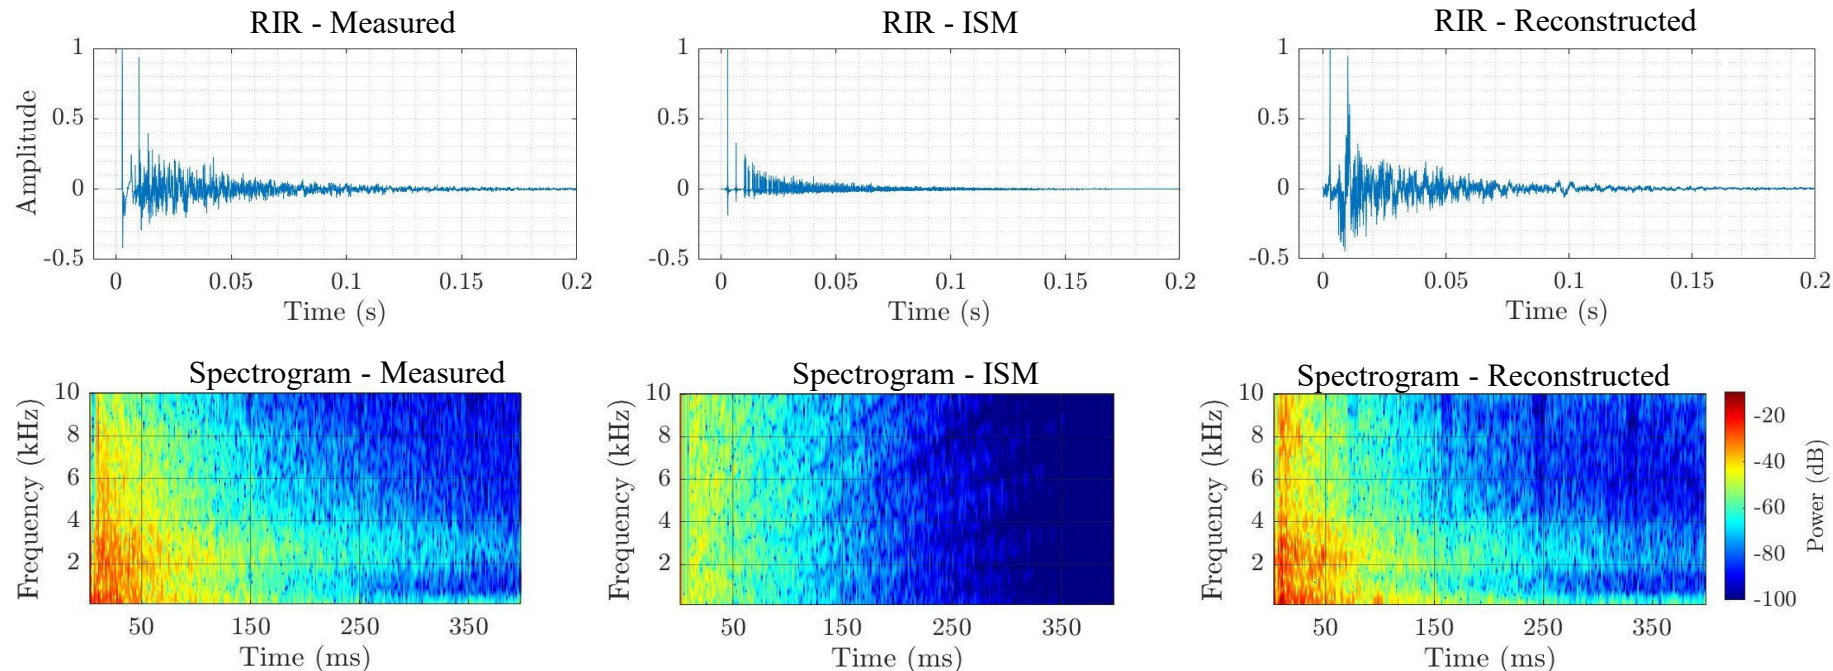 RIR - Measured
RIR - ISM
RIR - Reconstructed
1
0.5
0
-0.5
Amplitude
0 0.05 0.1 0.15 0.2
Time (s)
1
0.5
0
-0.5
0 0.05 0.1 0.15 0.2
Time (s)
1
0.5
0
-0.5
0 0.05 0.1 0.15 0.2
Time (s)
Spectrogram - Measured
Spectrogram - ISM
Spectrogram - Reconstructed
10
8
6
4
2
Frequency (kHz)
50 150 250 350
Time (ms)
10
8
6
4
2
Frequency (kHz)
50 150 250 350
Time (ms)
10
8
6
4
2
Frequency (kHz)
50 150 250 350
Time (ms)
-20
-40
-60
-80
-100
Power (dB)